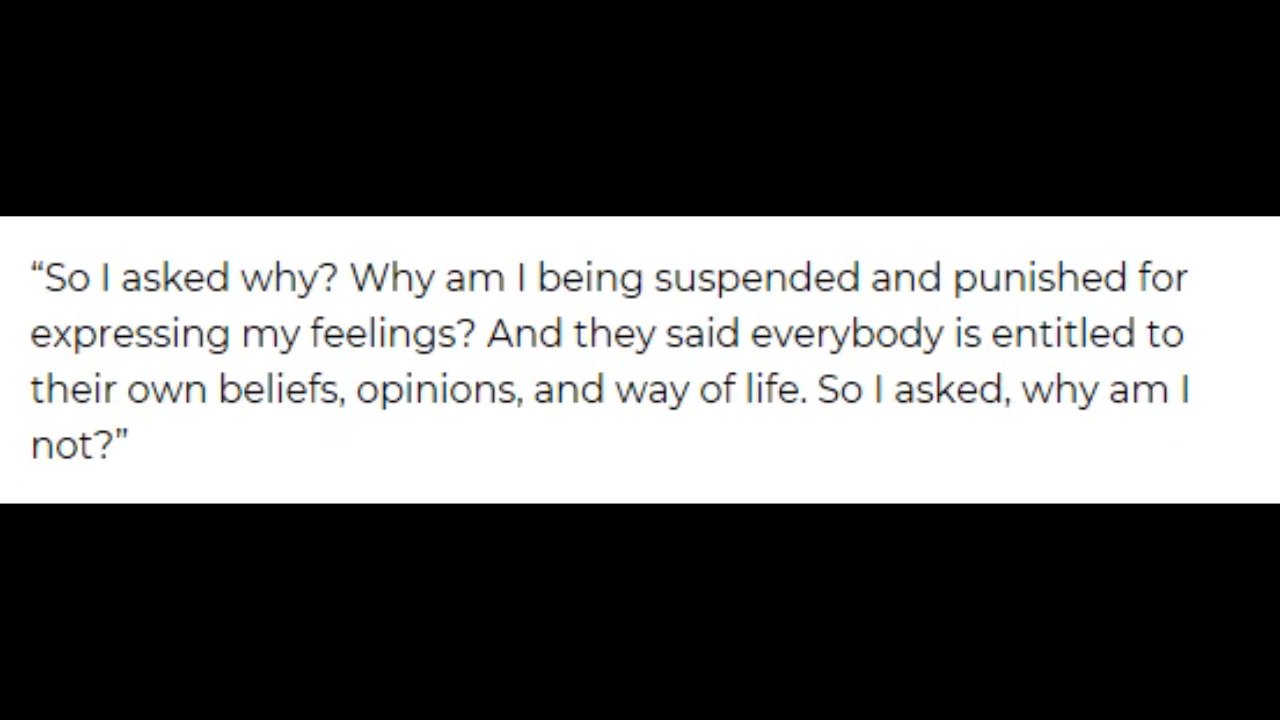 “So I asked why? Why am I being suspended and punished for
expressing my feelings? And they said everybody is entitled to
their own beliefs, opinions, and way of life. So I asked, why am I
not?”